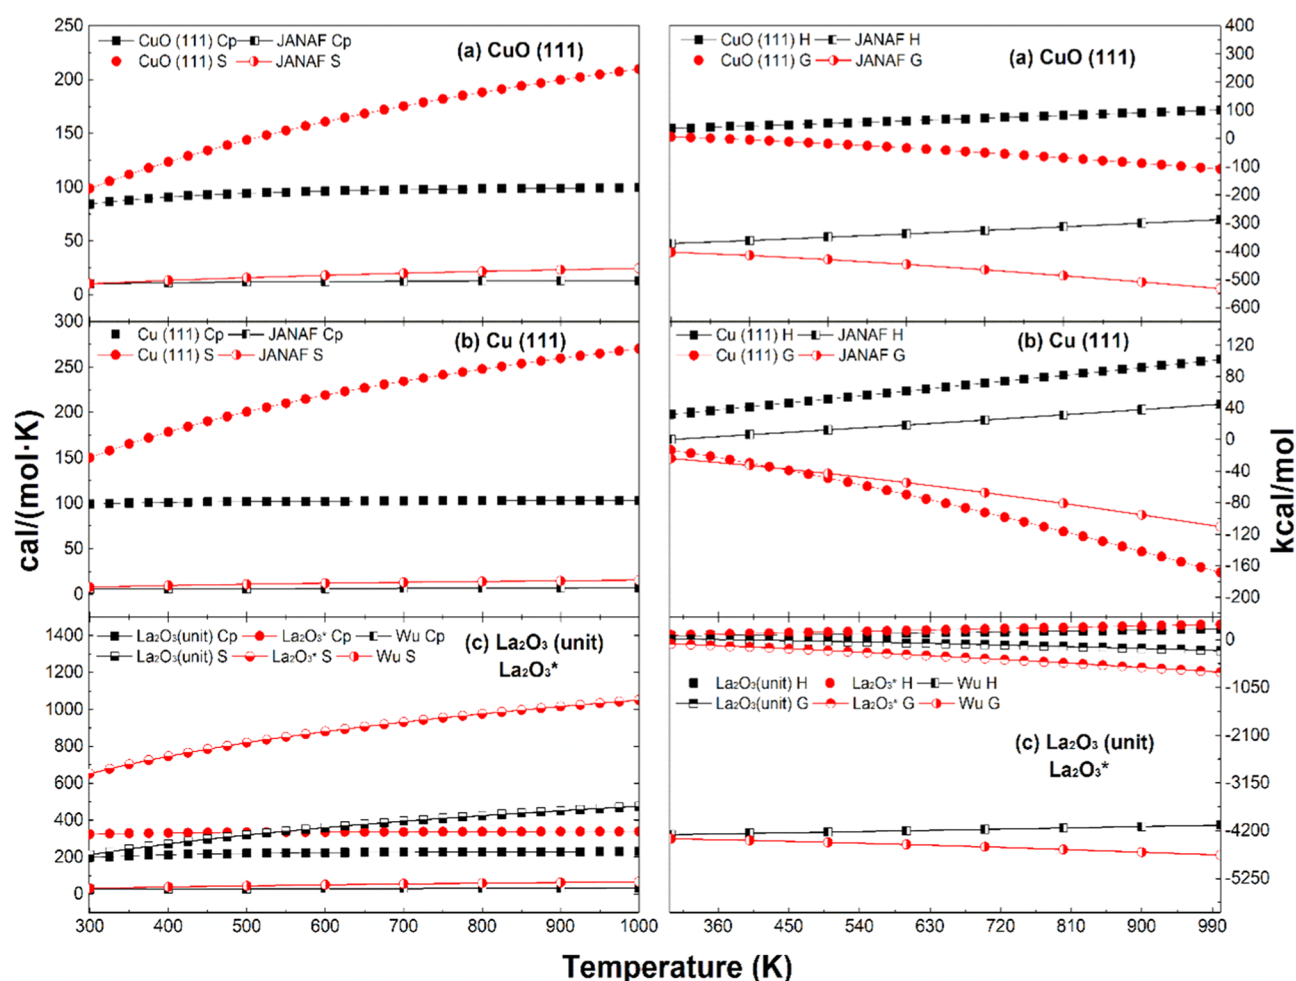 250
200
150
100
50
0
CuO (111) Cp JANAF Cp
CuO (111) S JANAF S
(a) CuO (111)
400
300
200
100
0
-100
-200
-300
-400
-500
-600
CuO (111) H JANAF H
CuO (111) G JANAF G
(a) CuO (111)
300
250
200
150
100
50
0
Cu (111) Cp JANAF Cp
Cu (111) S JANAF S
(b) Cu (111)
120
80
40
0
-40
-80
-120
-160
-200
Cu (111) H JANAF H
Cu (111) G JANAF G
(b) Cu (111)
1400
1200
1000
800
600
400
200
0
La₂O₃(unit) Cp La₂O₃* Cp Wu Cp
La₂O₃(unit) S La₂O₃* S Wu S
(c) La₂O₃ (unit)
La₂O₃*
0
-1050
-2100
-3150
-4200
-5250
La₂O₃(unit) H La₂O₃* H Wu H
La₂O₃(unit) G La₂O₃* G Wu G
(c) La₂O₃ (unit)
La₂O₃*
300 400 500 600 700 800 900 1000
360 450 540 630 720 810 900 990
cal/(mol·K)
kcal/mol
Temperature (K)